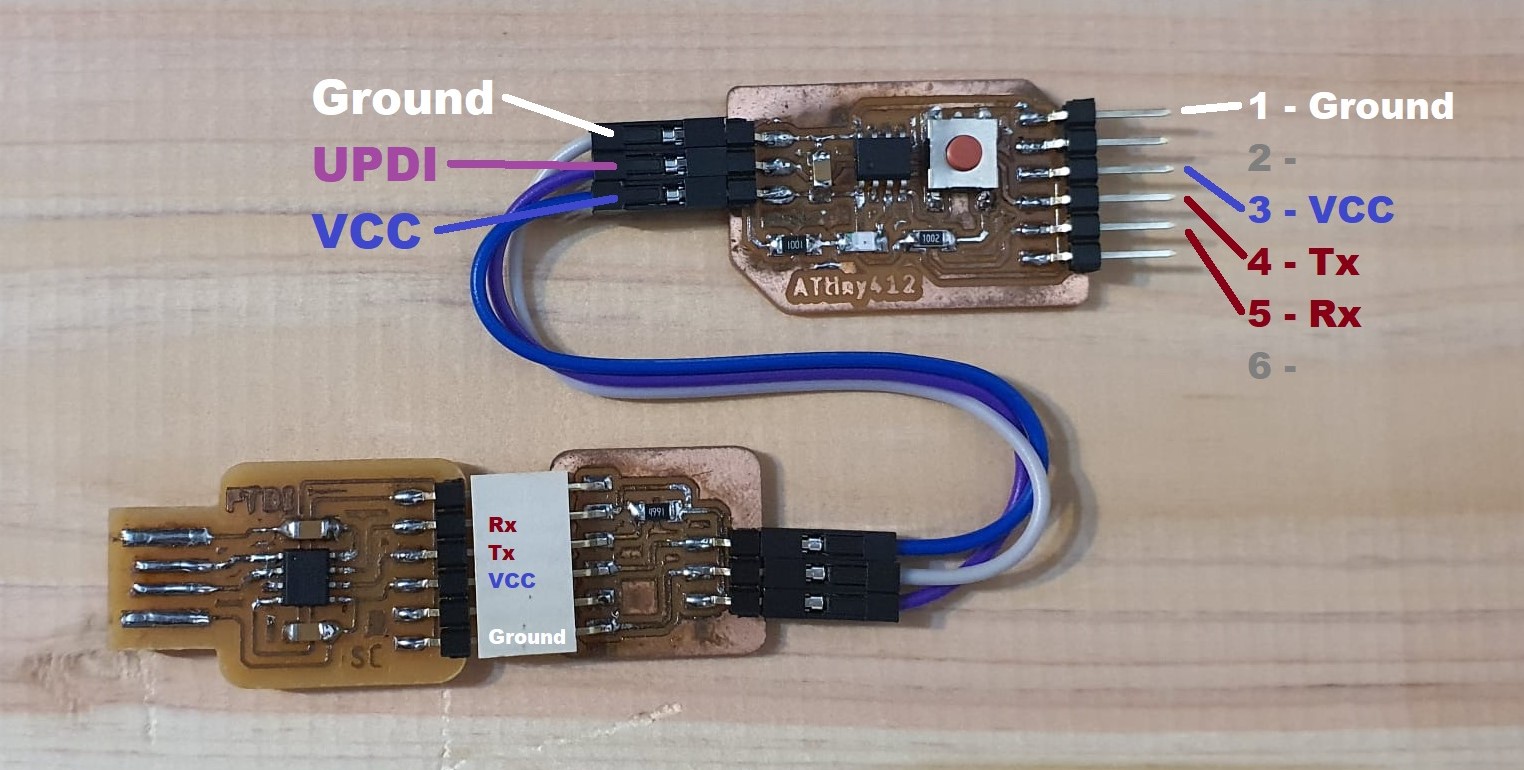 Ground
UPDI
VCC
1 - Ground
2 -
3 - VCC
4 - Tx
5 - Rx
6 -
1001
1002
ATtiny412
FTDI
4991
Rx
Tx
VCC
Ground
SC